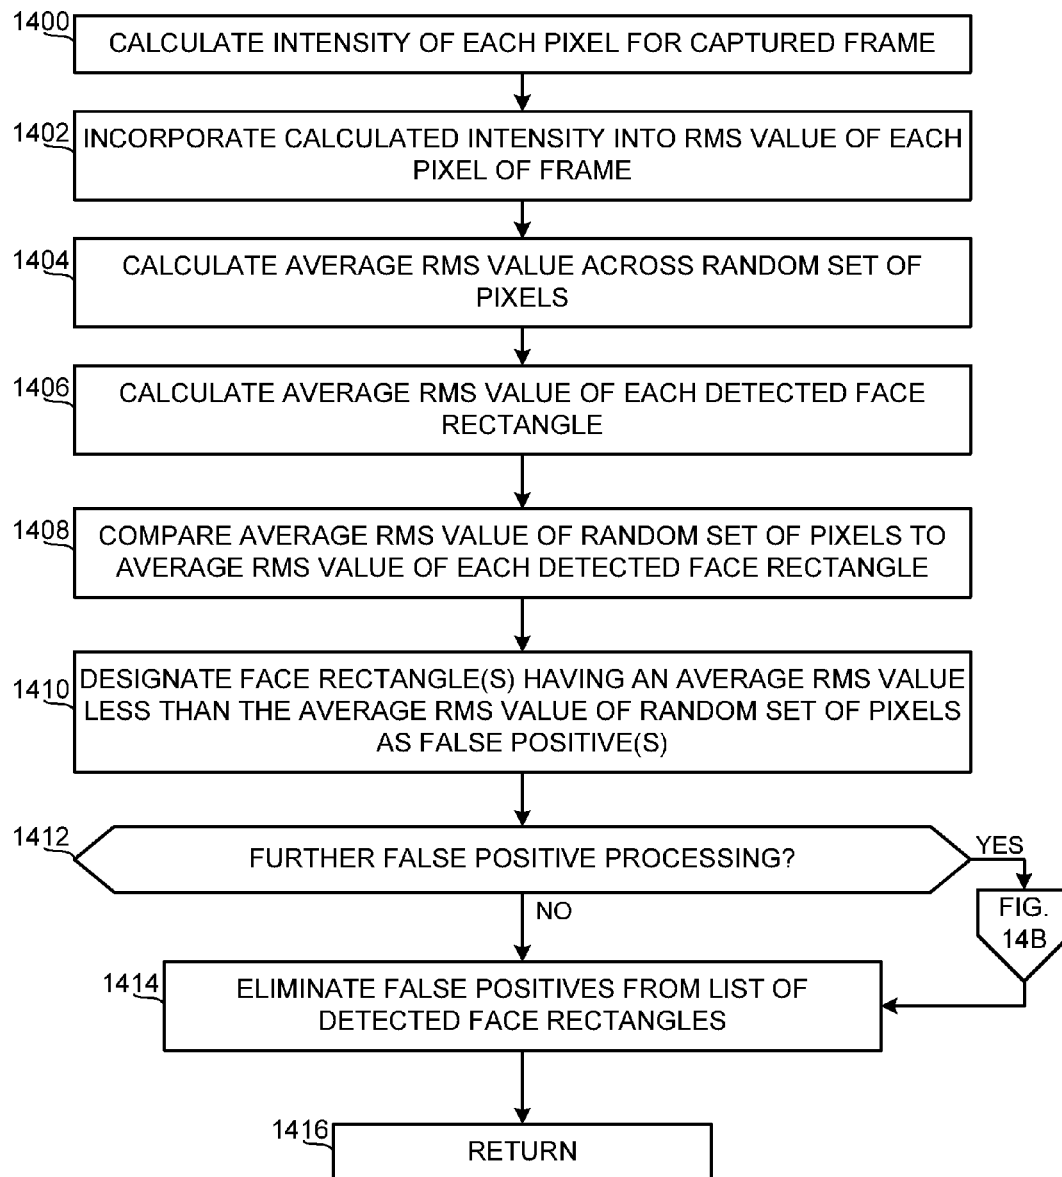 1400
CALCULATE INTENSITY OF EACH PIXEL FOR CAPTURED FRAME
1402
INCORPORATE CALCULATED INTENSITY INTO RMS VALUE OF EACH
PIXEL OF FRAME
1404
CALCULATE AVERAGE RMS VALUE ACROSS RANDOM SET OF
PIXELS
1406
CALCULATE AVERAGE RMS VALUE OF EACH DETECTED FACE
RECTANGLE
1408
COMPARE AVERAGE RMS VALUE OF RANDOM SET OF PIXELS TO
AVERAGE RMS VALUE OF EACH DETECTED FACE RECTANGLE
1410
DESIGNATE FACE RECTANGLE(S) HAVING AN AVERAGE RMS VALUE
LESS THAN THE AVERAGE RMS VALUE OF RANDOM SET OF PIXELS
AS FALSE POSITIVE(S)
1412
FURTHER FALSE POSITIVE PROCESSING?
YES
NO
FIG.
14B
1414
ELIMINATE FALSE POSITIVES FROM LIST OF
DETECTED FACE RECTANGLES
1416
RETURN